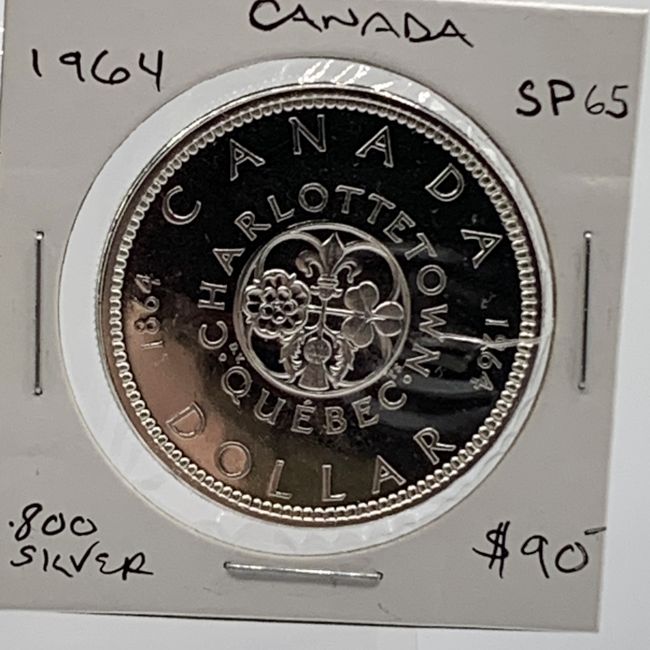 CANADA
1964
SP65
CANADA
CHARLOTTETOWN
1864
1964
·QUÉBEC·
DOLLAR
.800
SILVER
$90